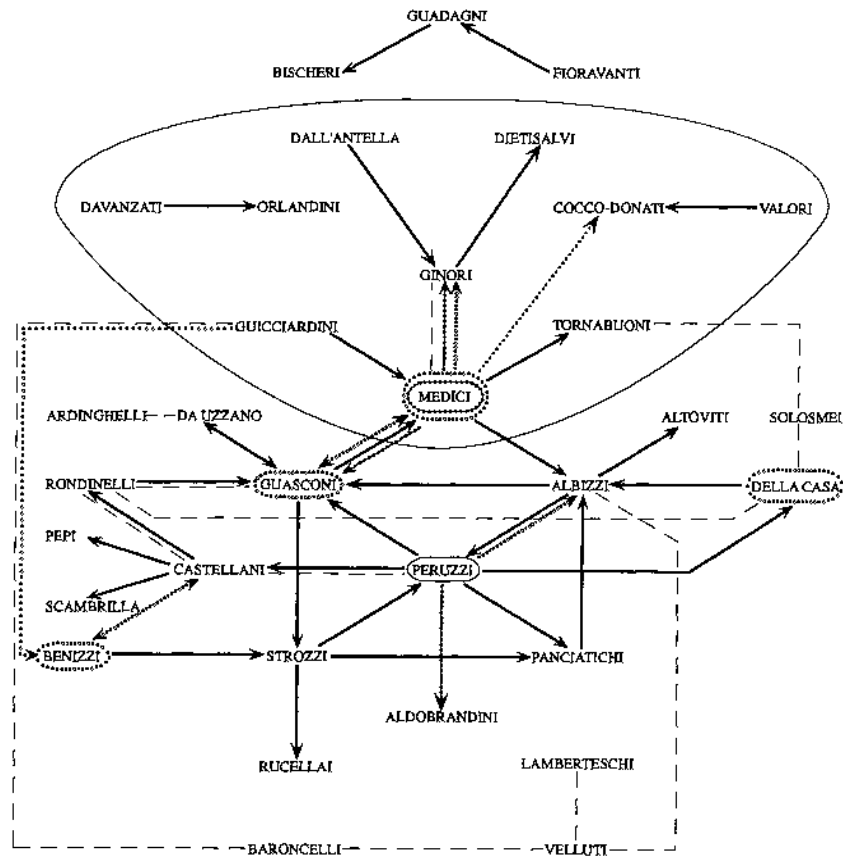 GUADAGNI
BISCHERI FIORAVANTI
DALL'ANTELLA DIETISALVI
DAVANZATI ORLANDINI COCCO-DONATI VALORI
GINORI
GUICCIARDINI TORNABUONI
MEDICI
ARDINGHELLI DA UZZANO ALTOVITI SOLOSMEI
RONDINELLI GUASCONI ALBIZZI DELLA CASA
PEPI
CASTELLANI PERUZZI
SCAMBRILLA
BENIZZI STROZZI PANCIATICHI
ALDOBRANDINI
RUCELLAI LAMBERTESCHI
BARONCELLI VELLUTI